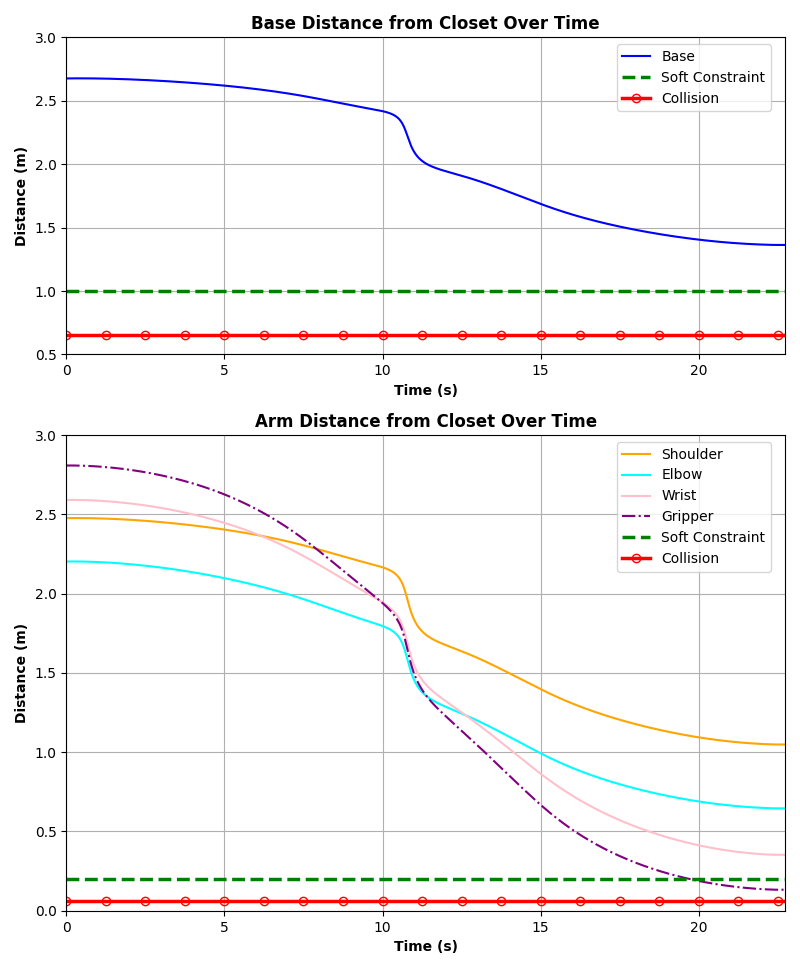 Base Distance from Closet Over Time
3.0
2.5
2.0
1.5
1.0
0.5
Distance (m)
Base
Soft Constraint
Collision
0 5 10 15 20
Time (s)
Arm Distance from Closet Over Time
3.0
2.5
2.0
1.5
1.0
0.5
0.0
Distance (m)
Shoulder
Elbow
Wrist
Gripper
Soft Constraint
Collision
0 5 10 15 20
Time (s)